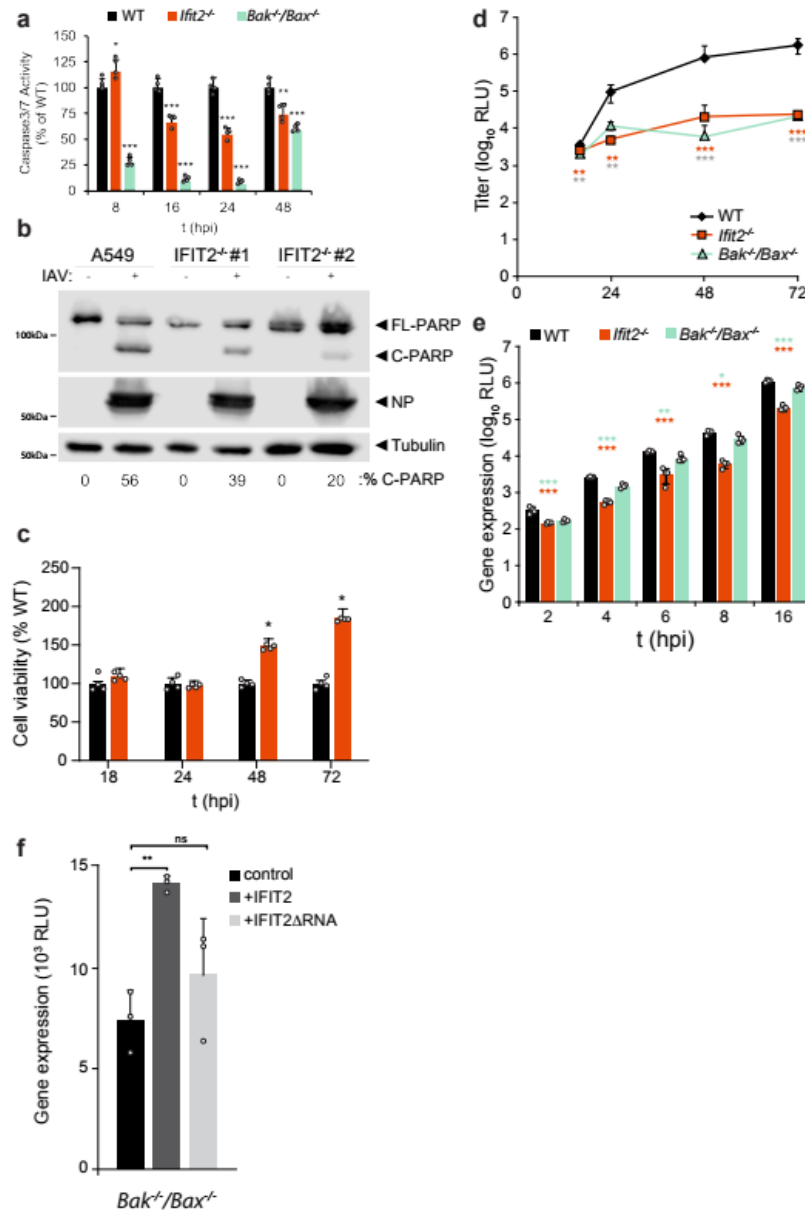 a
WT Ifit2-/- Bak-/-/Bax-/-
Caspase3/7 Activity
(% of WT)
150
125
100
75
50
25
0
* *** *** *** *** *** ** ***
8 16 24 48
t (hpi)
b
A549 IFIT2-/- #1 IFIT2-/- #2
IAV: - + - + - +
100kDa
FL-PARP
C-PARP
50kDa
NP
50kDa
Tubulin
0 56 0 39 0 20 :% C-PARP
c
Cell viability (% WT)
250
200
150
100
50
0
* *
18 24 48 72
t (hpi)
d
Titer (log10 RLU)
7
6
5
4
3
2
1
0
** ** *** ***
** ** *** ***
WT
Ifit2-/-
Bak-/-/Bax-/-
0 24 48 72
e
WT Ifit2-/- Bak-/-/Bax-/-
Gene expression (log10 RLU)
7
6
5
4
3
2
1
0
*** *** ** * ***
*** *** *** *** ***
2 4 6 8 16
t (hpi)
f
Gene expression (10³ RLU)
15
10
5
0
ns
**
control
+IFIT2
+IFIT2ΔRNA
Bak-/-/Bax-/-